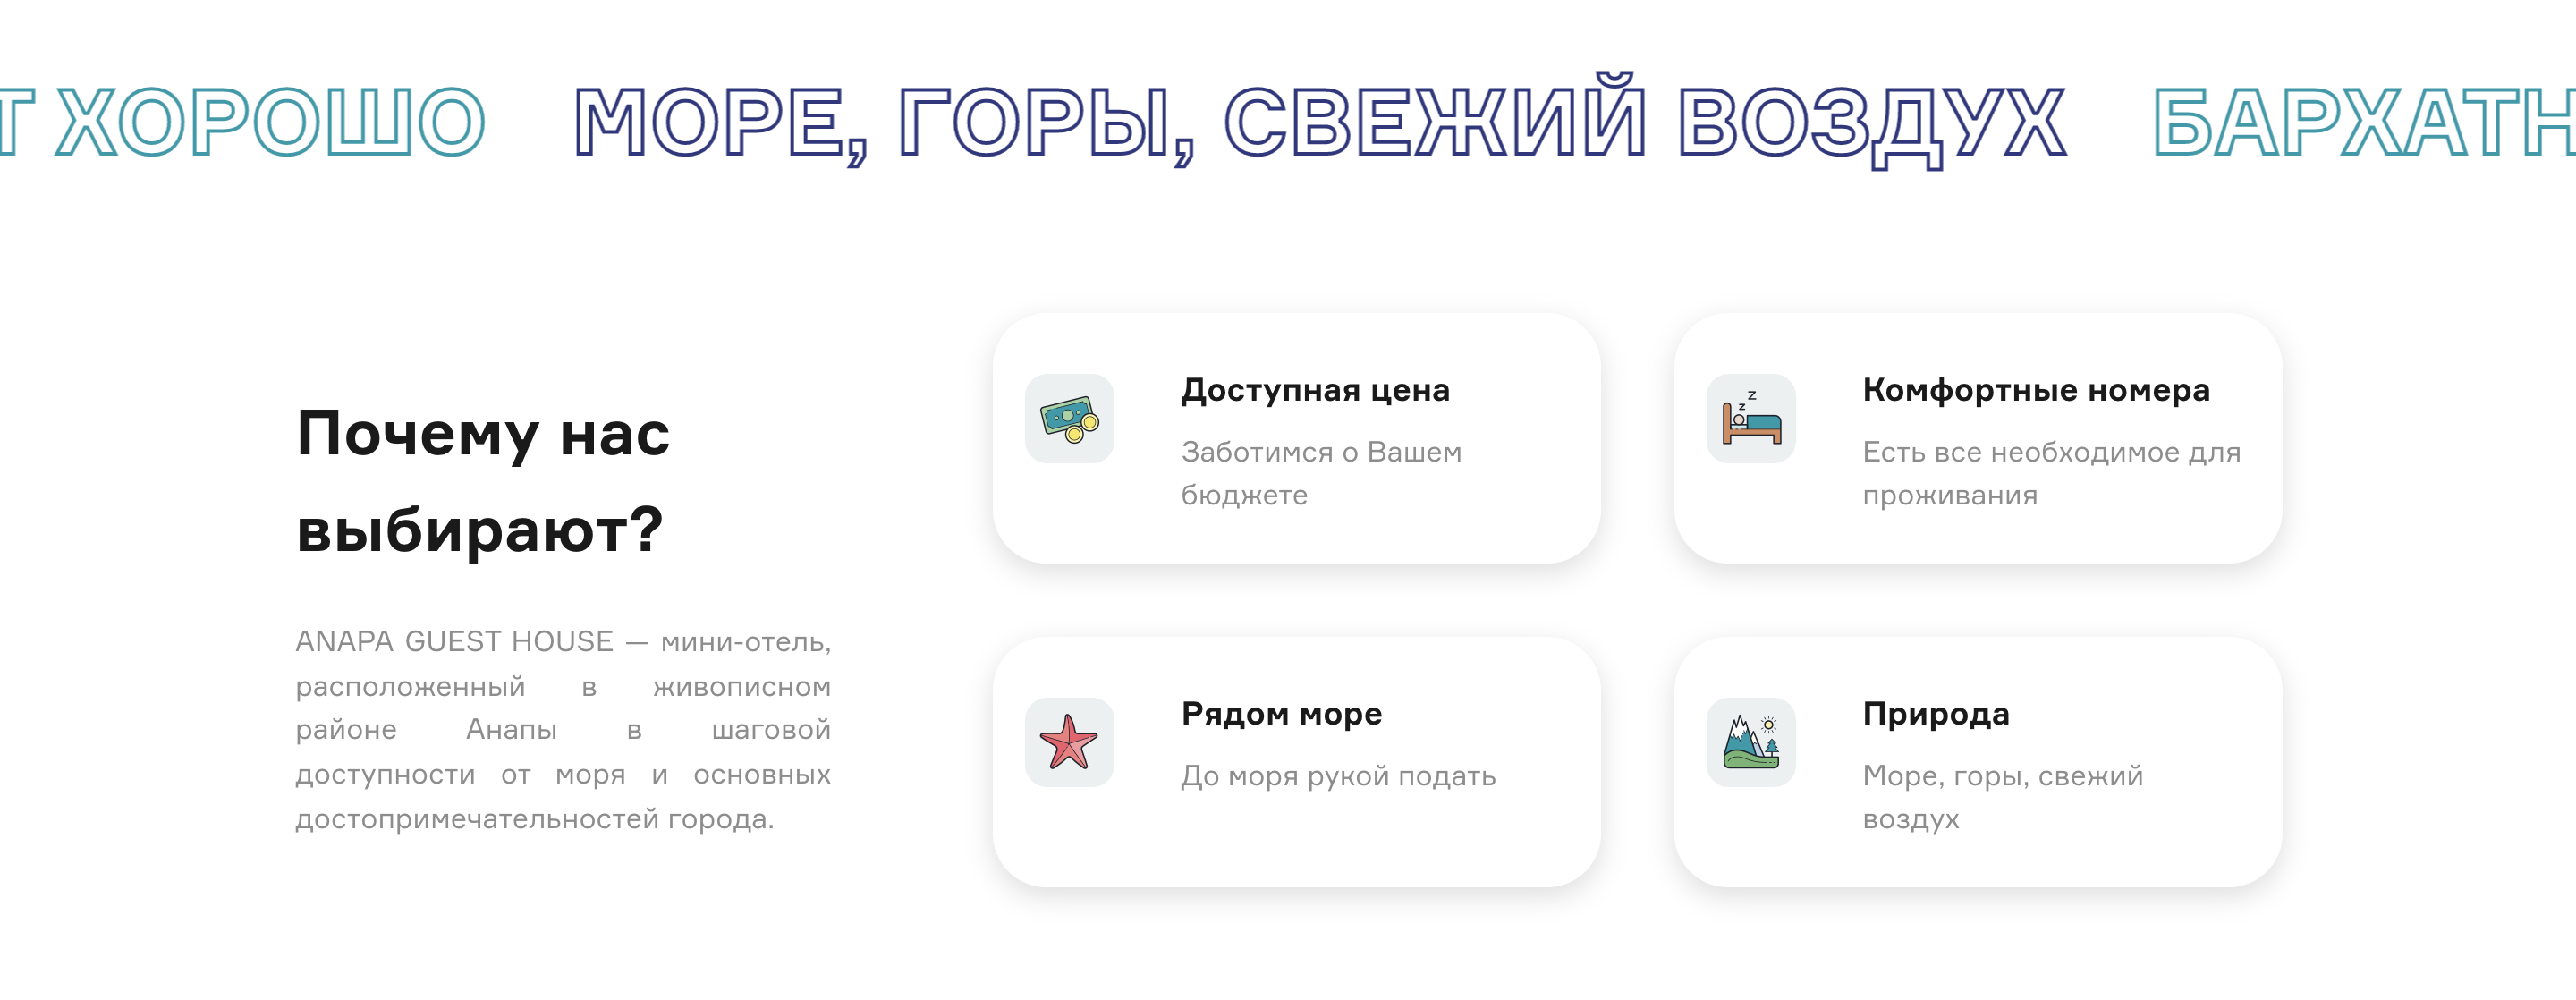 Т ХОРОШО МОРЕ, ГОРЫ, СВЕЖИЙ ВОЗДУХ БАРХАТН
Почему нас
выбирают?
ANAPA GUEST HOUSE — мини-отель,
расположенный в живописном
районе Анапы в шаговой
доступности от моря и основных
достопримечательностей города.
Доступная цена
Заботимся о Вашем
бюджете
Комфортные номера
Есть все необходимое для
проживания
Рядом море
До моря рукой подать
Природа
Море, горы, свежий
воздух